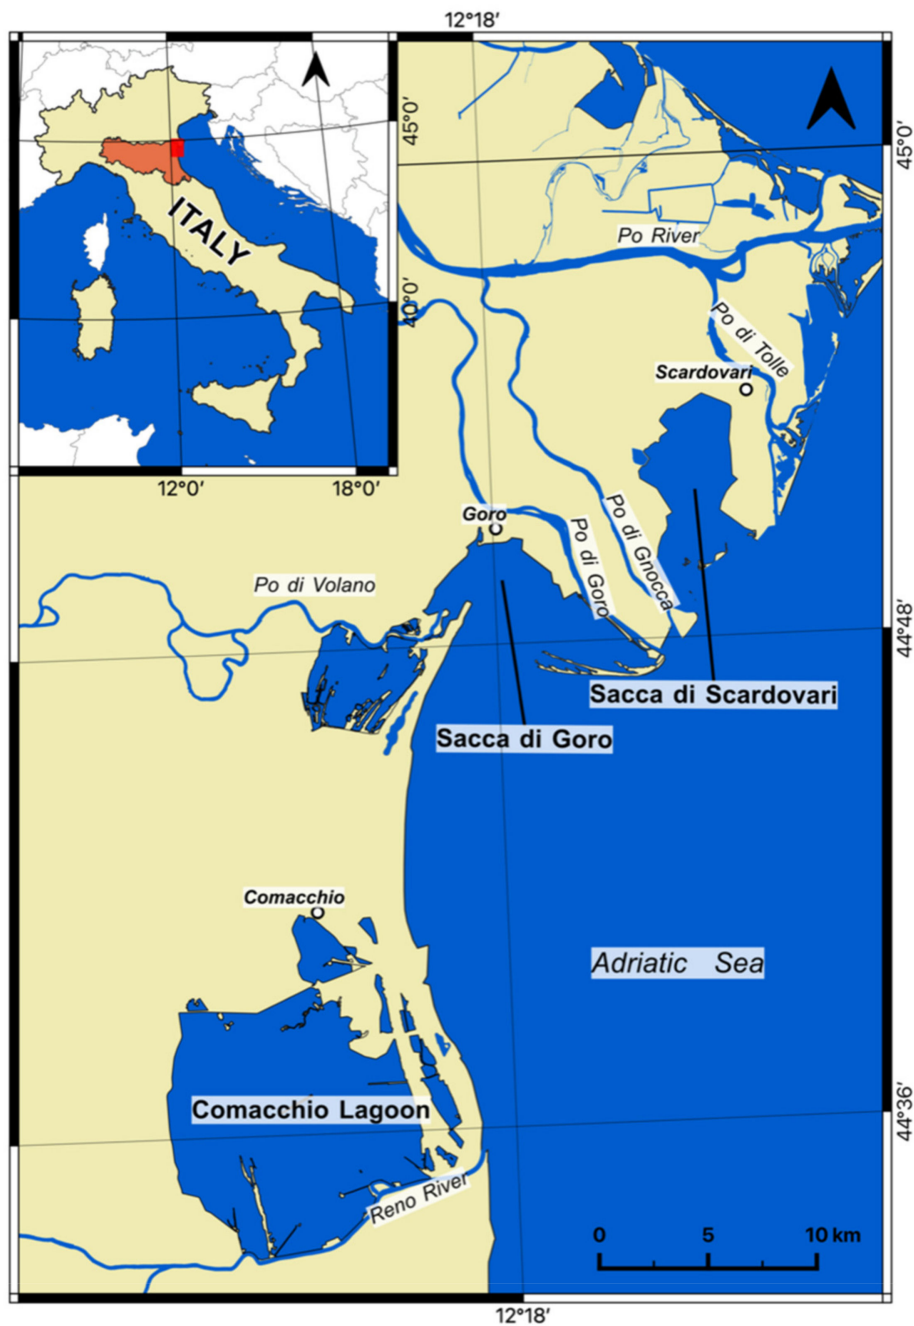 12°18′
45°0′
45°0′
ITALY
Po River
40°0′
Po di Tolle
Scardovari
12°0′
18°0′
Goro
Po di Goro
Po di Gnocca
Po di Volano
44°48′
Sacca di Scardovari
Sacca di Goro
Comacchio
Adriatic Sea
Comacchio Lagoon
44°36′
Reno River
0 5 10 km
12°18′